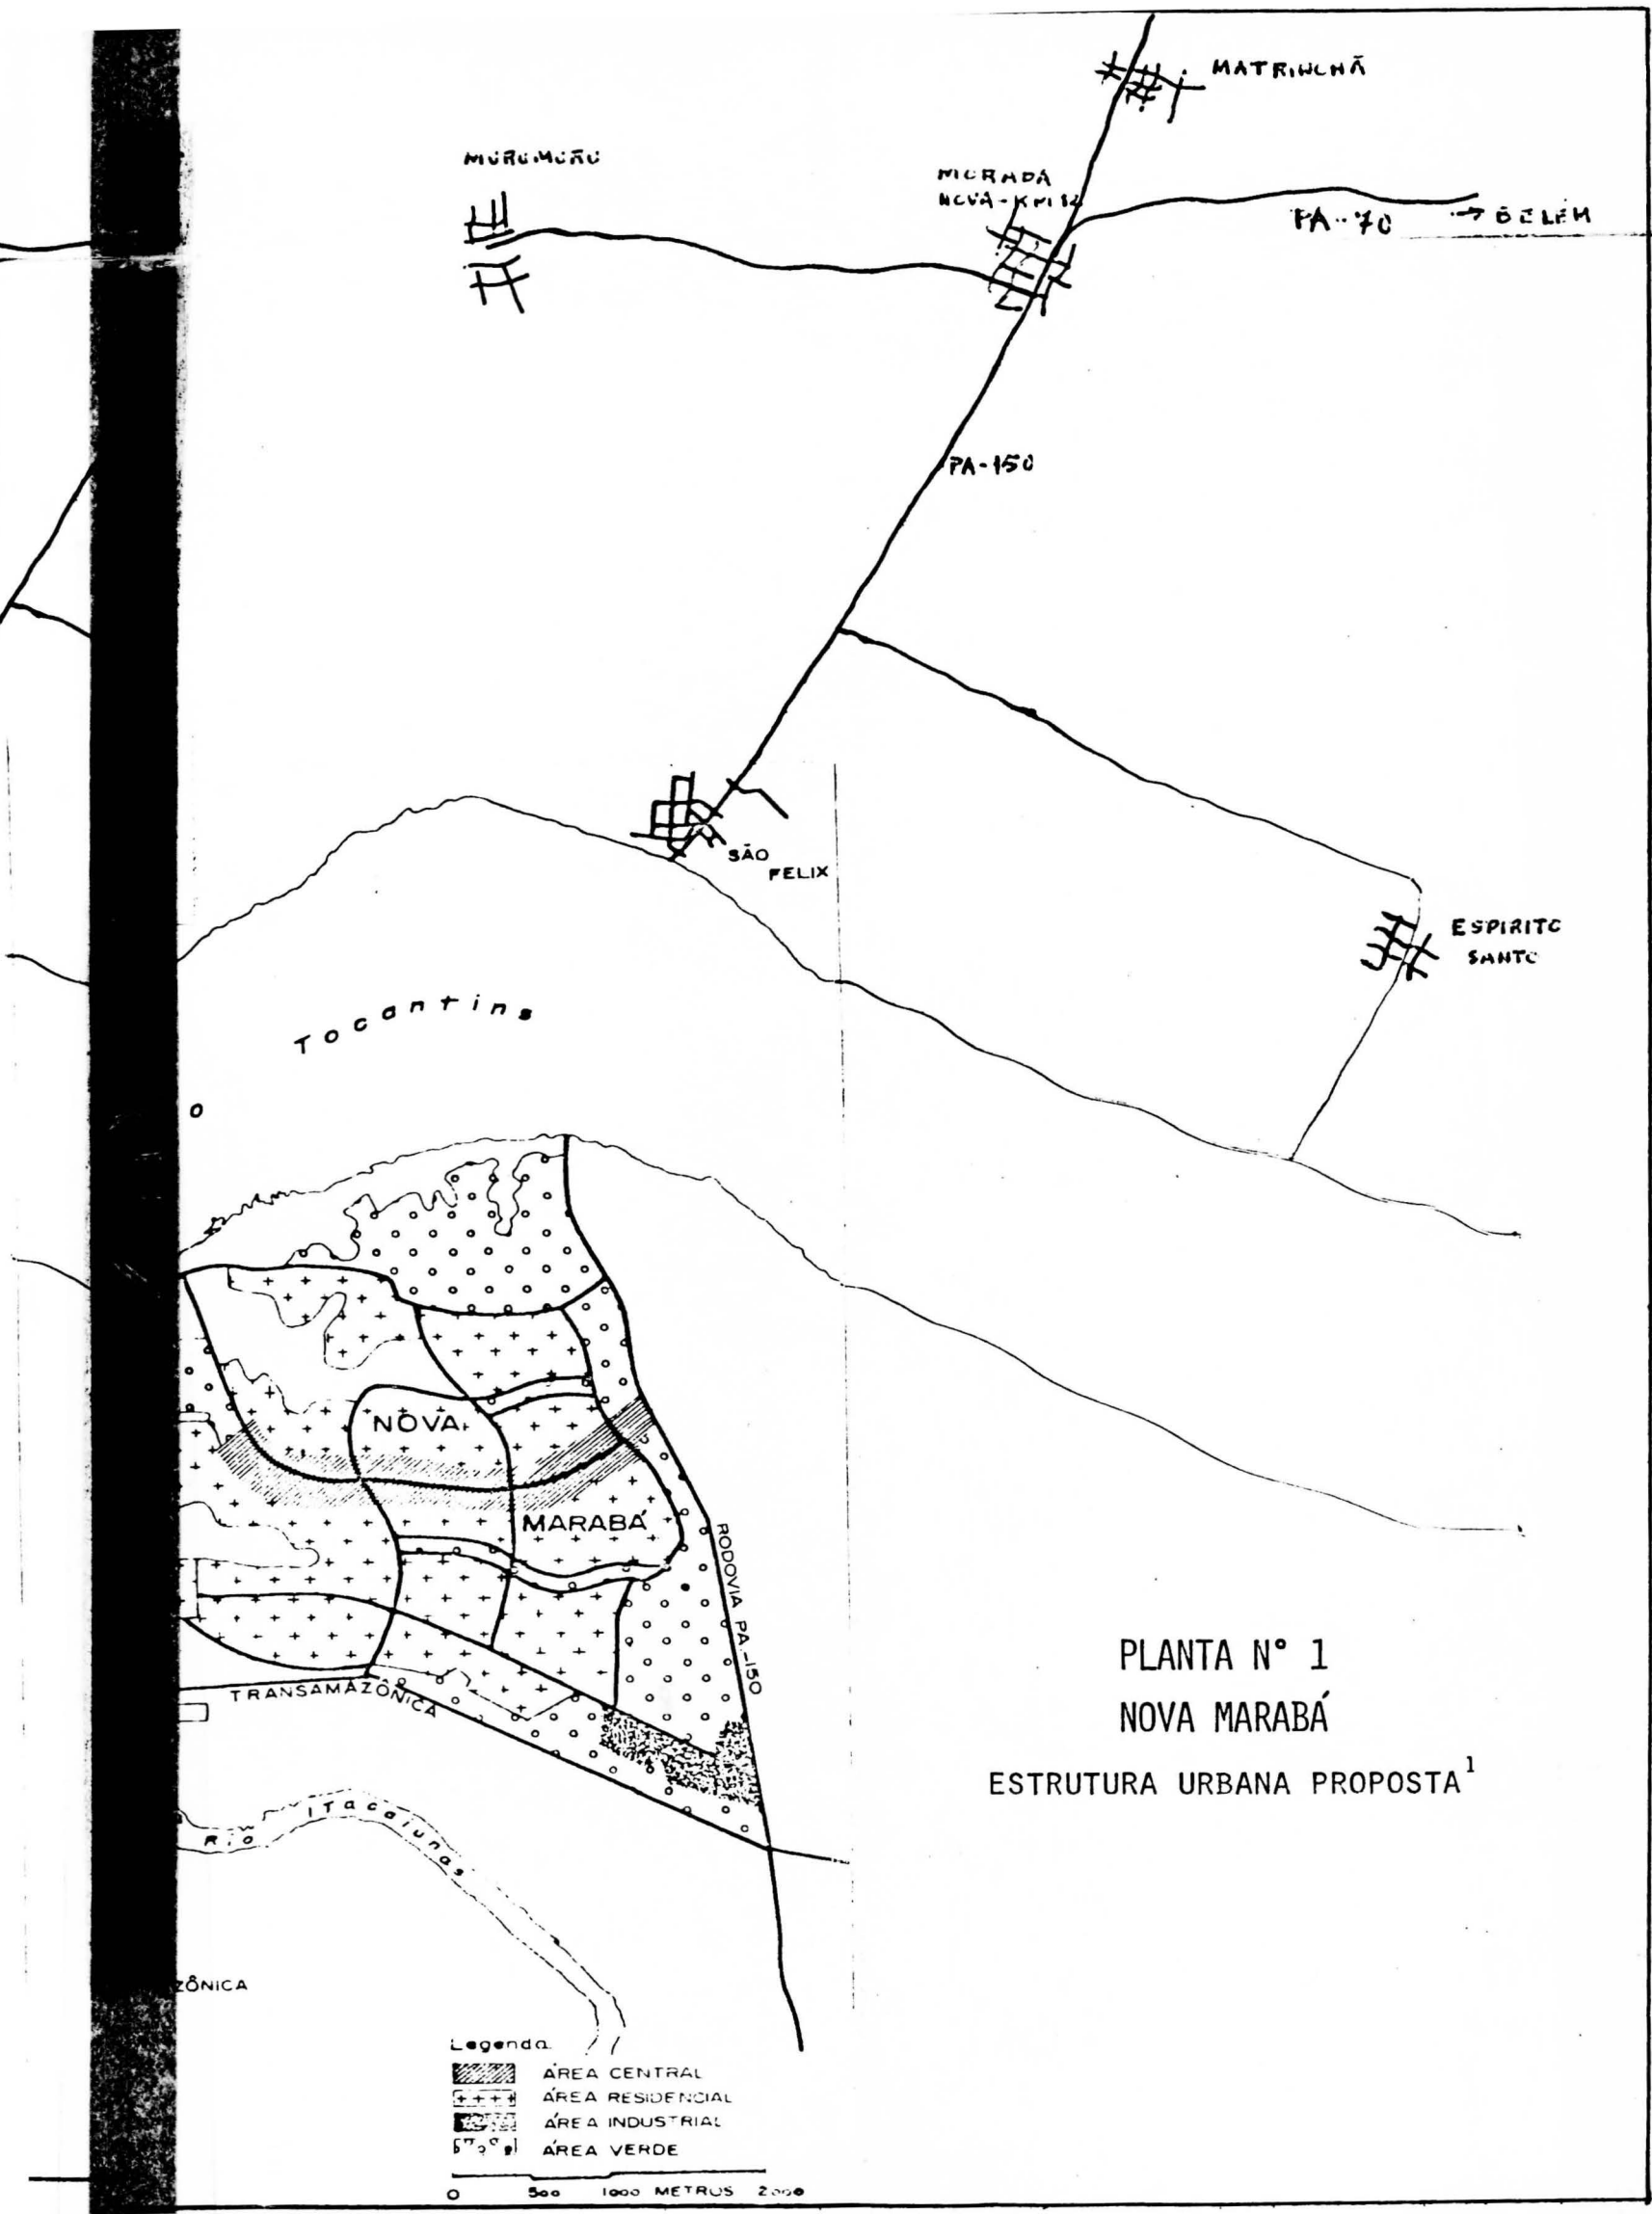 MATRINCHÃ
MURUMURU
MORADA
NOVA - KM 12
PA-70
→ BELÉM
PA-150
SÃO
FELIX
ESPIRITO
SANTO
Tocantins
O
NOVA
MARABÁ
RODOVIA PA.-150
TRANSAMAZÔNICA
Rio Itacaiunas
ZÔNICA
PLANTA N° 1
NOVA MARABÁ
ESTRUTURA URBANA PROPOSTA¹
Legenda
ÁREA CENTRAL
ÁREA RESIDENCIAL
ÁREA INDUSTRIAL
ÁREA VERDE
0 500 1000 METROS 2000